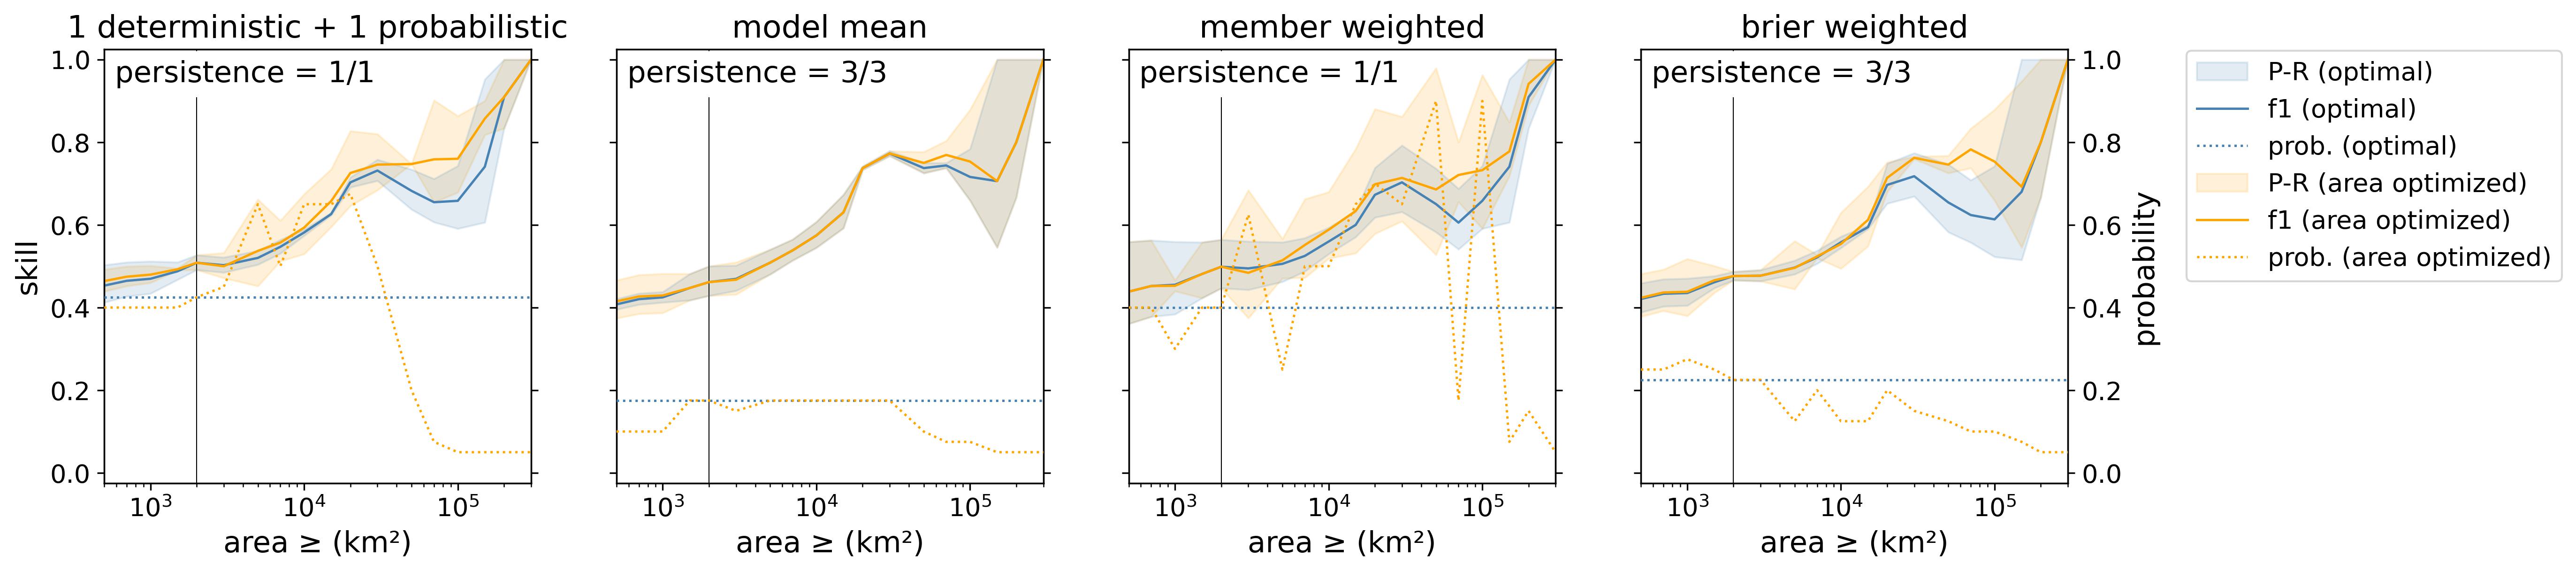 1 deterministic + 1 probabilistic
model mean
member weighted
brier weighted
persistence = 1/1
persistence = 3/3
persistence = 1/1
persistence = 3/3
skill
1.0
0.8
0.6
0.4
0.2
0.0
10³
10⁴
10⁵
area ≥ (km²)
10³
10⁴
10⁵
area ≥ (km²)
10³
10⁴
10⁵
area ≥ (km²)
10³
10⁴
10⁵
area ≥ (km²)
1.0
0.8
0.6
0.4
0.2
0.0
probability
P-R (optimal)
f1 (optimal)
prob. (optimal)
P-R (area optimized)
f1 (area optimized)
prob. (area optimized)